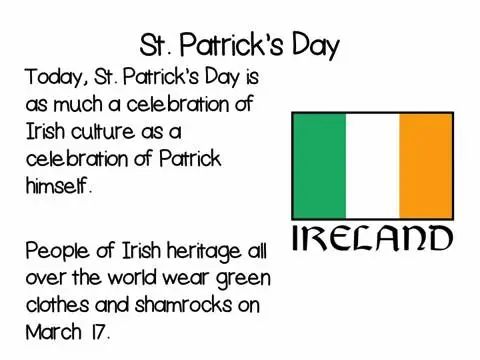 St. Patrick's Day
Today, St. Patrick's Day is
as much a celebration of
Irish culture as a
celebration of Patrick
himself.
People of Irish heritage all
over the world wear green
clothes and shamrocks on
March 17.
IRELAND